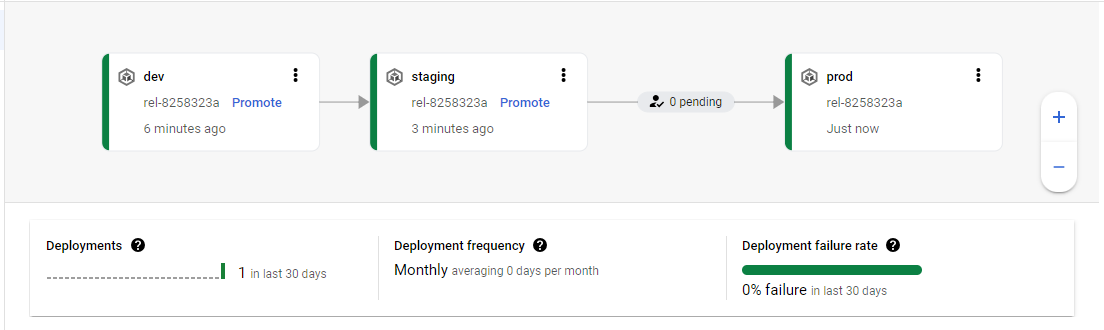 dev
rel-8258323a Promote
6 minutes ago
staging
rel-8258323a Promote
3 minutes ago
0 pending
prod
rel-8258323a
Just now
+
−
Deployments ?
1 in last 30 days
Deployment frequency ?
Monthly averaging 0 days per month
Deployment failure rate ?
0% failure in last 30 days